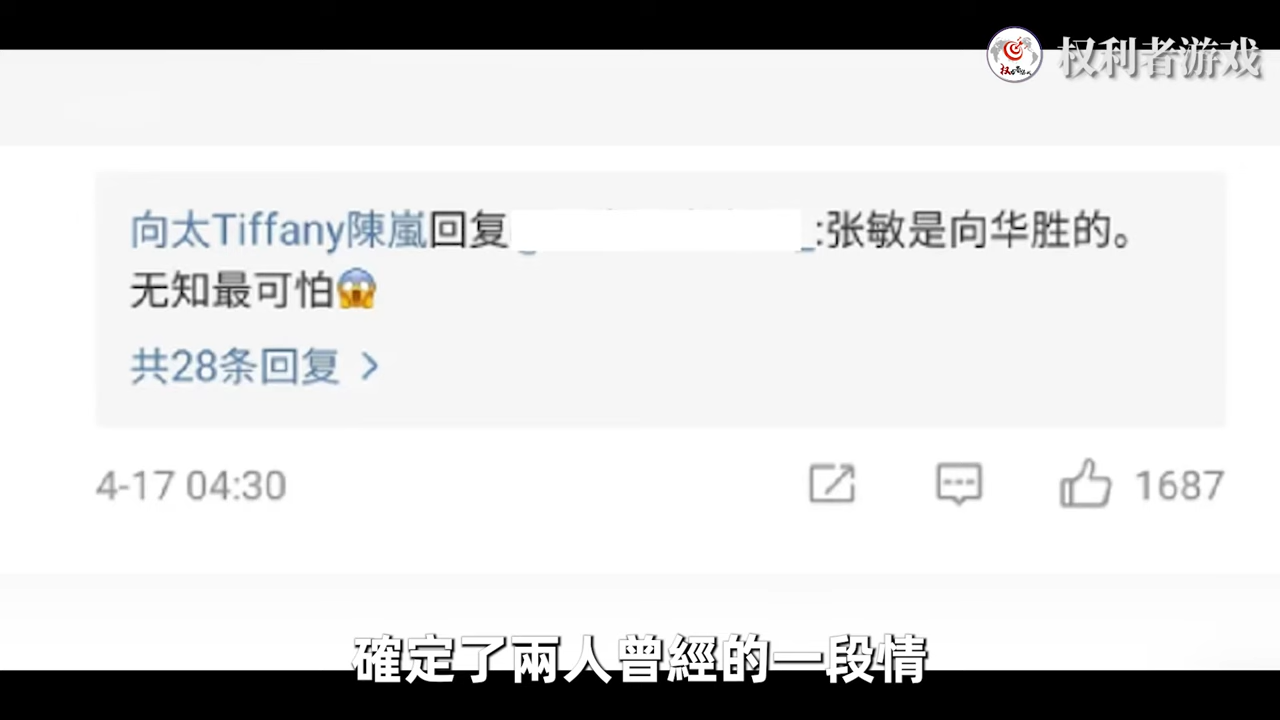 权利者游戏
向太Tiffany陳嵐回复 :张敏是向华胜的。
无知最可怕😱
共28条回复 >
4-17 04:30 1687
確定了兩人曾經的一段情